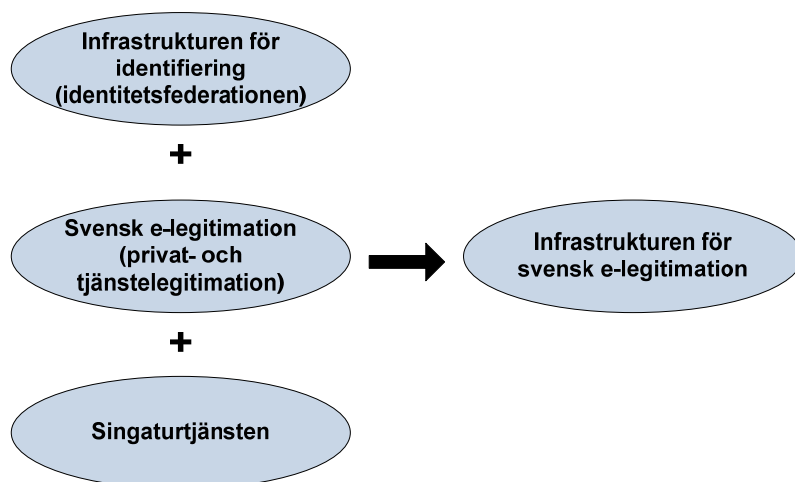 Infrastrukturen för
identifiering
(identitetsfederationen)
+
Svensk e-legitimation
(privat- och
tjänstelegitimation)
+
Singaturtjänsten
Infrastrukturen för
svensk e-legitimation